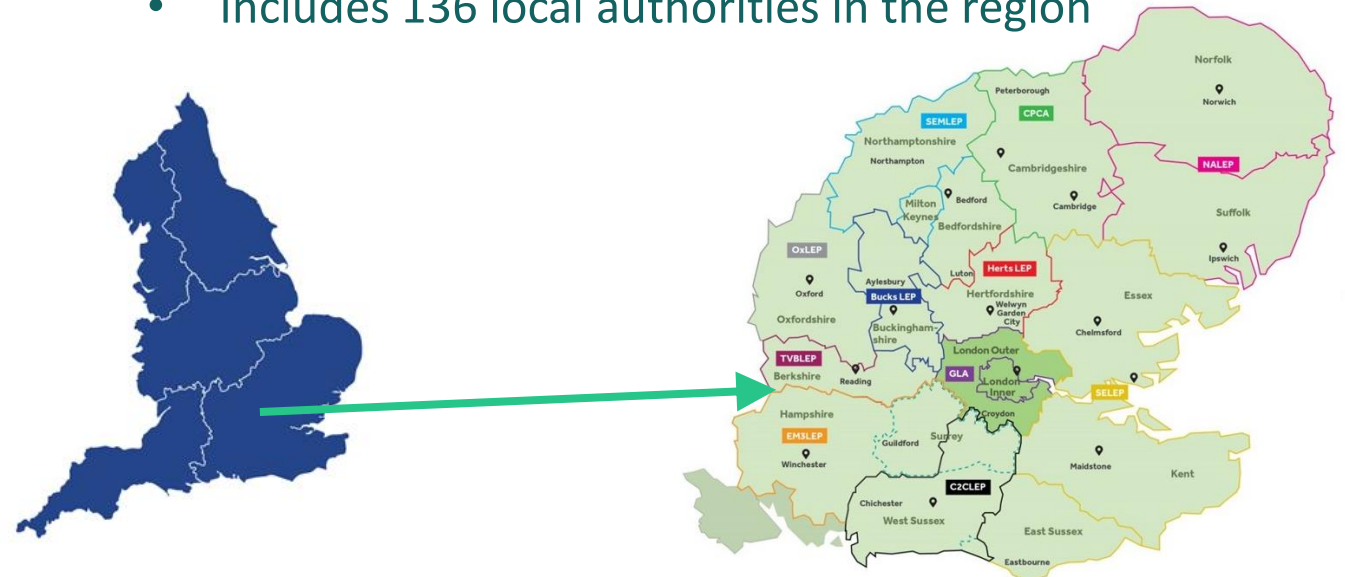 • Includes 136 local authorities in the region
Norfolk
Norwich
Peterborough
CPCA
SEMLEP
Northamptonshire
Northampton
Cambridgeshire
NALEP
Milton
Keynes
Bedford
Cambridge
Suffolk
Bedfordshire
OxLEP
Ipswich
Luton
Herts LEP
Aylesbury
Oxford
Bucks LEP
Hertfordshire
Essex
Welwyn
Garden
City
Oxfordshire
Buckingham-
shire
Chelmsford
London Outer
TVBLEP
Berkshire
Reading
GLA
London
Inner
SELEP
Croydon
Hampshire
EM3LEP
Guildford
Surrey
Winchester
Maidstone
Kent
C2CLEP
Chichester
West Sussex
East Sussex
Eastbourne